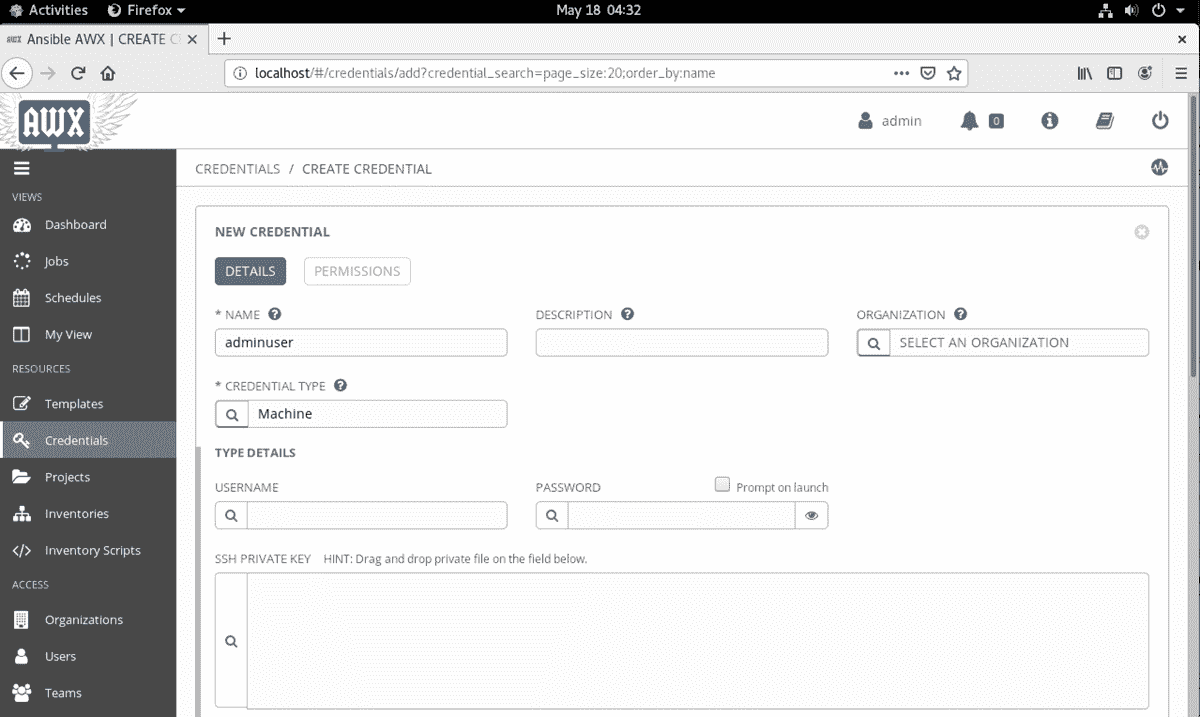 Activities Firefox May 18 04:32
AWX Ansible AWX | CREATE C
localhost/#/credentials/add?credential_search=page_size:20;order_by:name
AWX admin 0
CREDENTIALS / CREATE CREDENTIAL
VIEWS
Dashboard
Jobs
Schedules
My View
RESOURCES
Templates
Credentials
Projects
Inventories
Inventory Scripts
ACCESS
Organizations
Users
Teams
NEW CREDENTIAL
DETAILS PERMISSIONS
* NAME ? DESCRIPTION ? ORGANIZATION ?
adminuser SELECT AN ORGANIZATION
* CREDENTIAL TYPE ?
Machine
TYPE DETAILS
USERNAME PASSWORD Prompt on launch
SSH PRIVATE KEY HINT: Drag and drop private file on the field below.